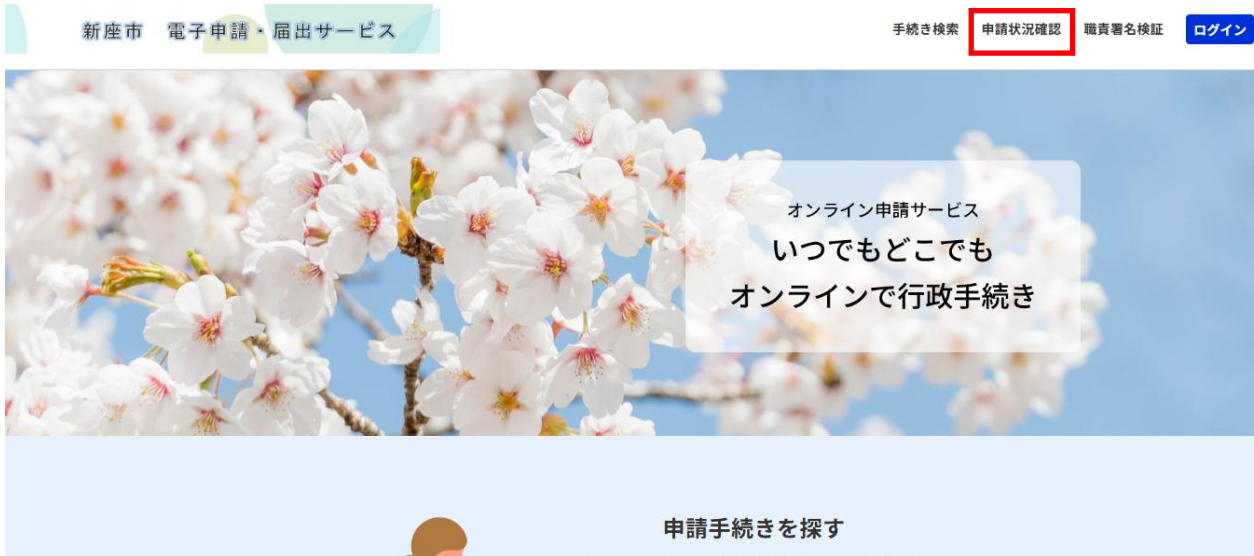 新座市　電子申請・届出サービス
手続き検索
申請状況確認
職責署名検証
ログイン
オンライン申請サービス
いつでもどこでも
オンラインで行政手続き
申請手続きを探す